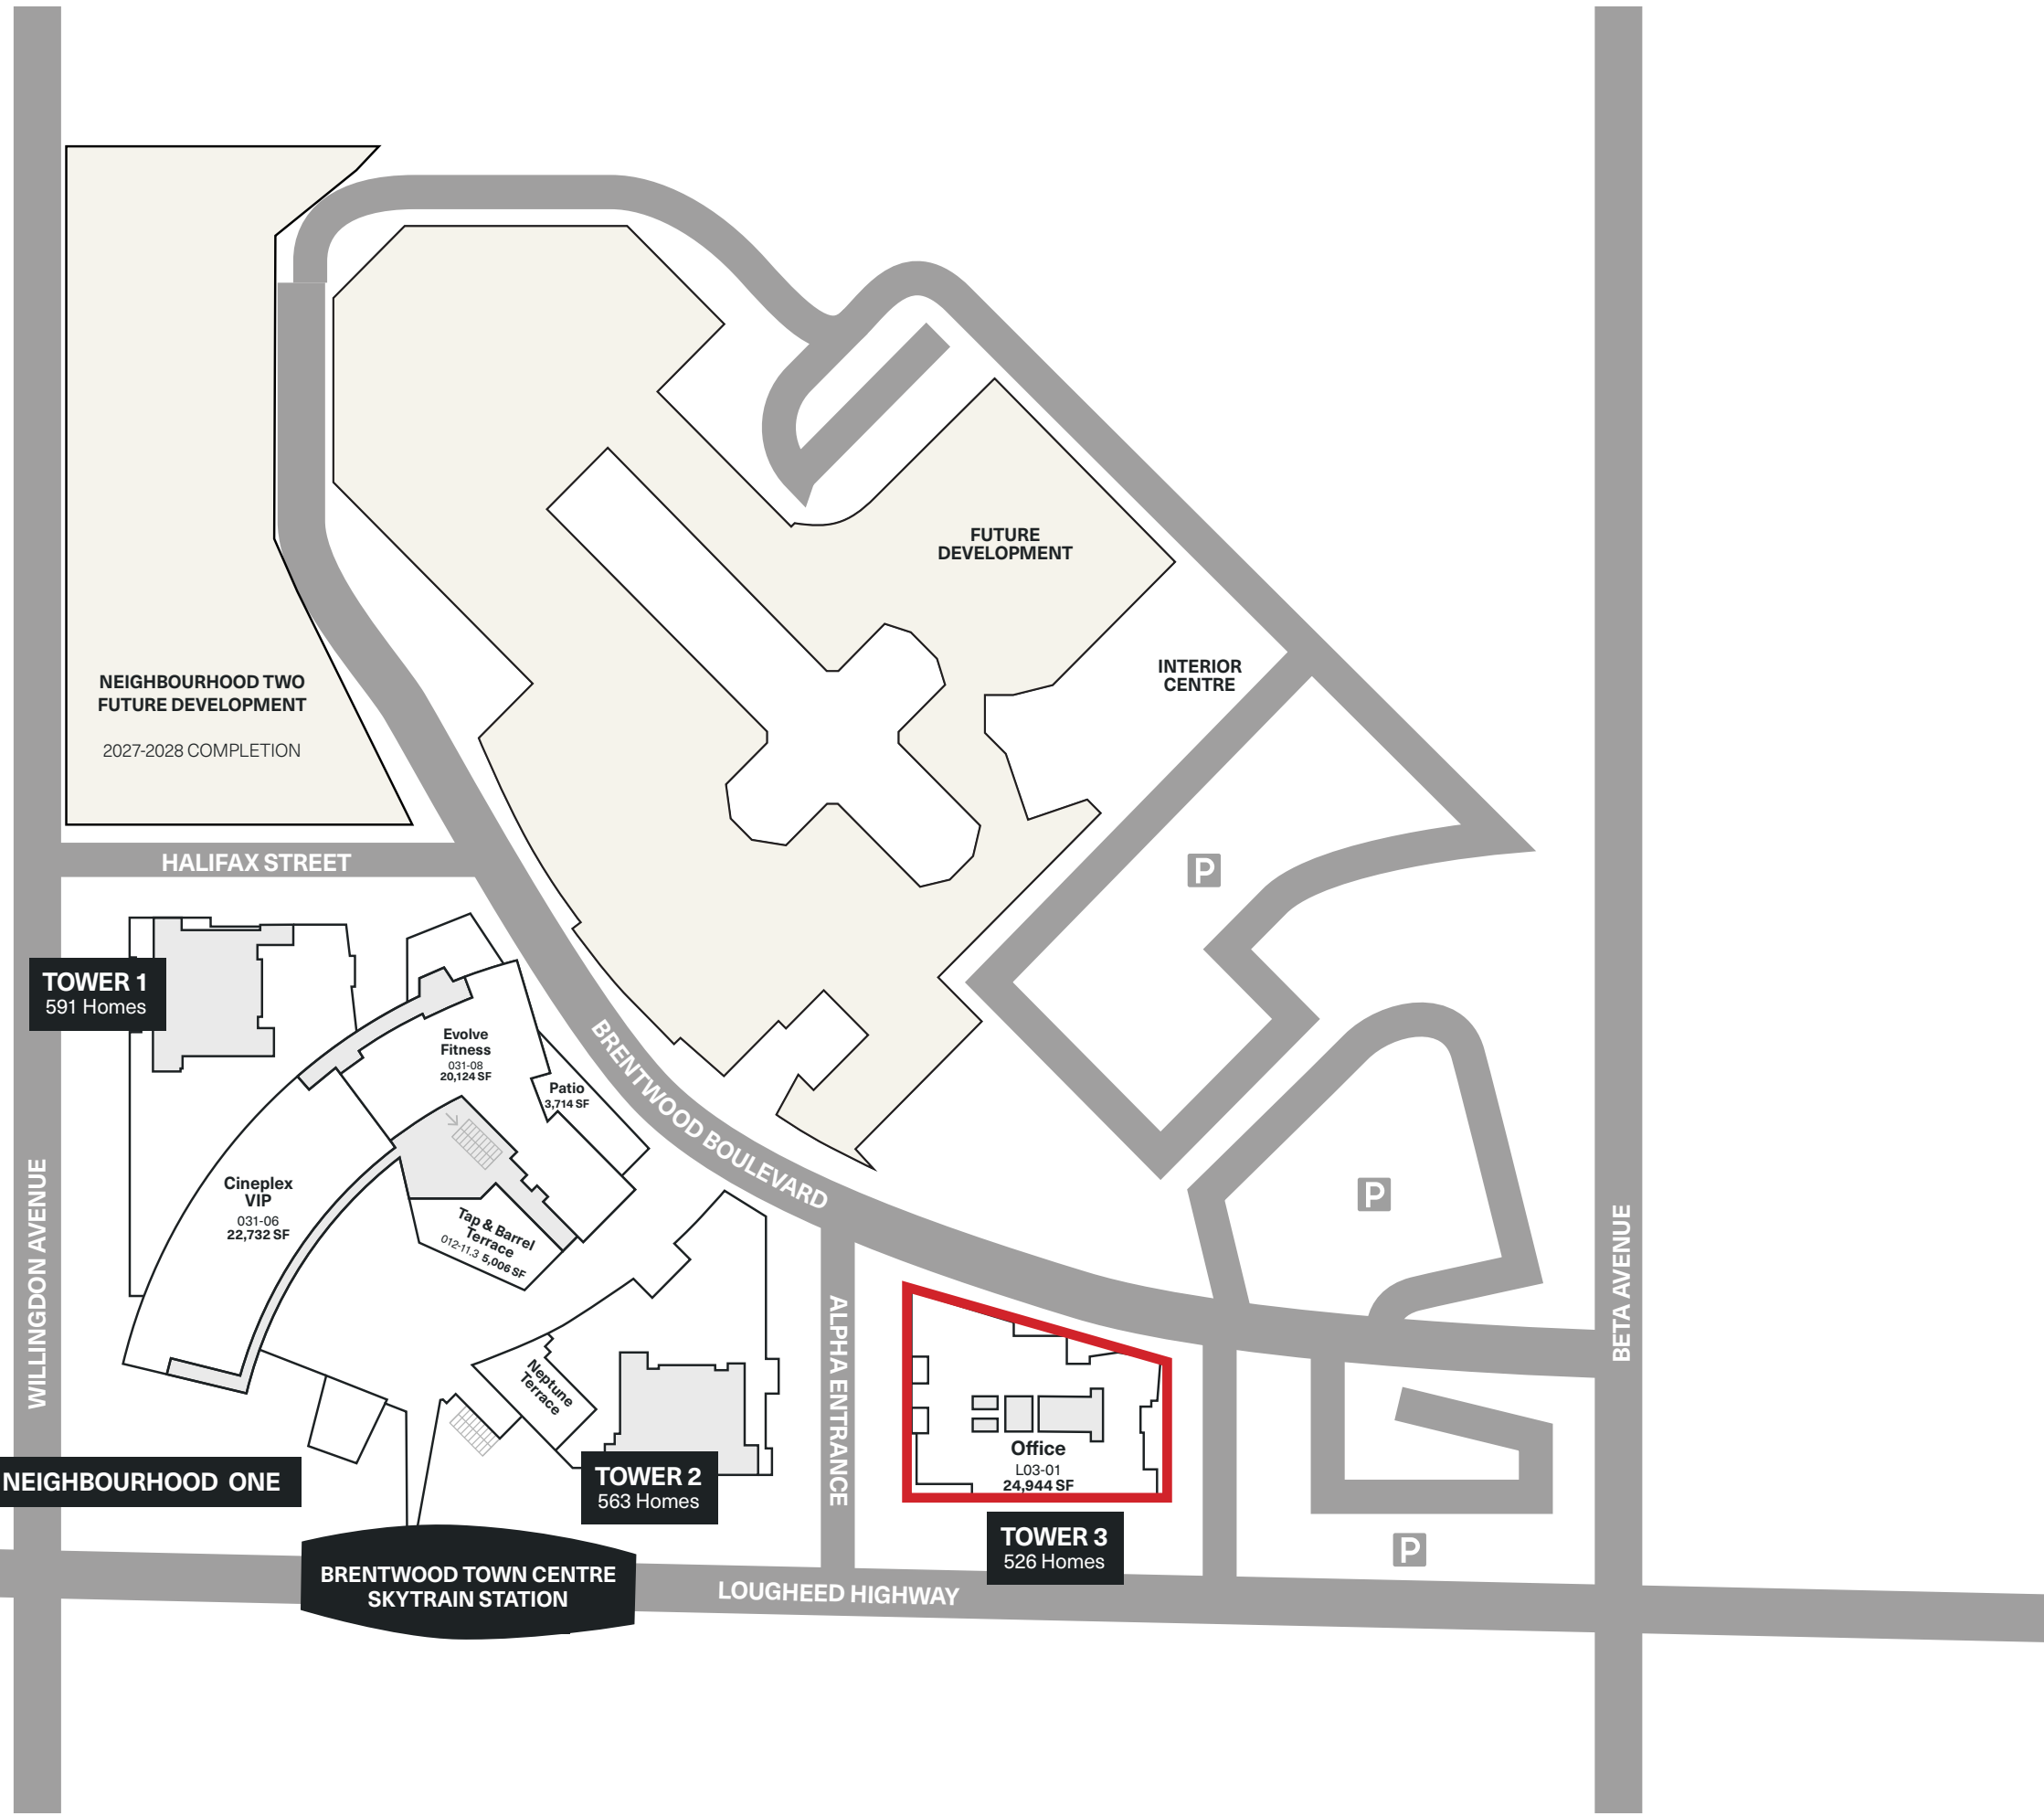 FUTURE
DEVELOPMENT
INTERIOR
CENTRE
NEIGHBOURHOOD TWO
FUTURE DEVELOPMENT
2027-2028 COMPLETION
HALIFAX STREET
P
TOWER 1
591 Homes
Evolve
Fitness
031-08
20,124 SF
Patio
3,714 SF
BRENTWOOD BOULEVARD
WILLINGDON AVENUE
Cineplex
VIP
031-06
22,732 SF
Tap & Barrel
Terrace
012-11.3 5,006 SF
P
BETA AVENUE
ALPHA ENTRANCE
Neptune
Terrace
Office
L03-01
24,944 SF
NEIGHBOURHOOD ONE
TOWER 2
563 Homes
TOWER 3
526 Homes
P
BRENTWOOD TOWN CENTRE
SKYTRAIN STATION
LOUGHEED HIGHWAY